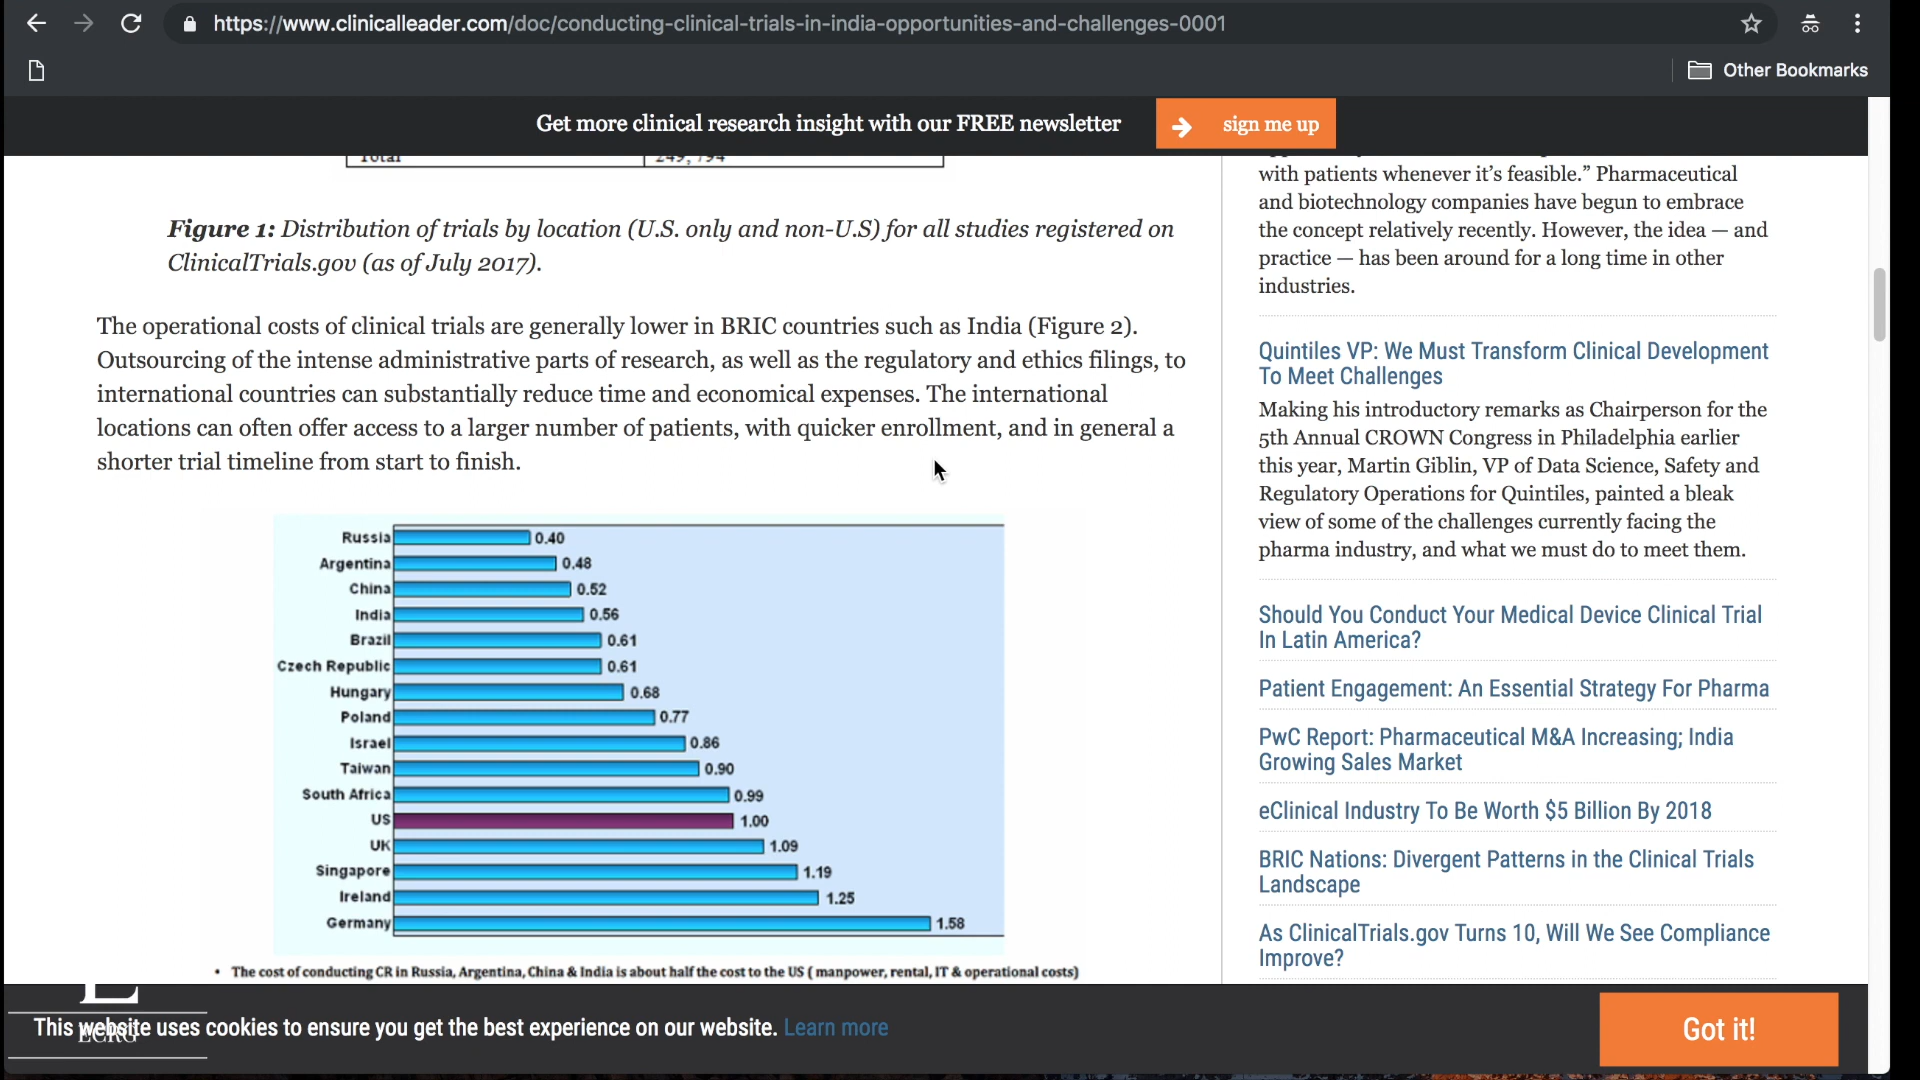 https://www.clinicalleader.com/doc/conducting-clinical-trials-in-india-opportunities-and-challenges-0001
Other Bookmarks
Get more clinical research insight with our FREE newsletter
sign me up
Total
249, 794
Figure 1: Distribution of trials by location (U.S. only and non-U.S) for all studies registered on
ClinicalTrials.gov (as of July 2017).
The operational costs of clinical trials are generally lower in BRIC countries such as India (Figure 2).
Outsourcing of the intense administrative parts of research, as well as the regulatory and ethics filings, to
international countries can substantially reduce time and economical expenses. The international
locations can often offer access to a larger number of patients, with quicker enrollment, and in general a
shorter trial timeline from start to finish.
Russia 0.40
Argentina 0.48
China 0.52
India 0.56
Brazil 0.61
Czech Republic 0.61
Hungary 0.68
Poland 0.77
Israel 0.86
Taiwan 0.90
South Africa 0.99
US 1.00
UK 1.09
Singapore 1.19
Ireland 1.25
Germany 1.58
• The cost of conducting CR in Russia, Argentina, China & India is about half the cost to the US ( manpower, rental, IT & operational costs)
with patients whenever it’s feasible.” Pharmaceutical
and biotechnology companies have begun to embrace
the concept relatively recently. However, the idea — and
practice — has been around for a long time in other
industries.
Quintiles VP: We Must Transform Clinical Development
To Meet Challenges
Making his introductory remarks as Chairperson for the
5th Annual CROWN Congress in Philadelphia earlier
this year, Martin Giblin, VP of Data Science, Safety and
Regulatory Operations for Quintiles, painted a bleak
view of some of the challenges currently facing the
pharma industry, and what we must do to meet them.
Should You Conduct Your Medical Device Clinical Trial
In Latin America?
Patient Engagement: An Essential Strategy For Pharma
PwC Report: Pharmaceutical M&A Increasing; India
Growing Sales Market
eClinical Industry To Be Worth $5 Billion By 2018
BRIC Nations: Divergent Patterns in the Clinical Trials
Landscape
As ClinicalTrials.gov Turns 10, Will We See Compliance
Improve?
This website uses cookies to ensure you get the best experience on our website. Learn more
ECRG
Got it!